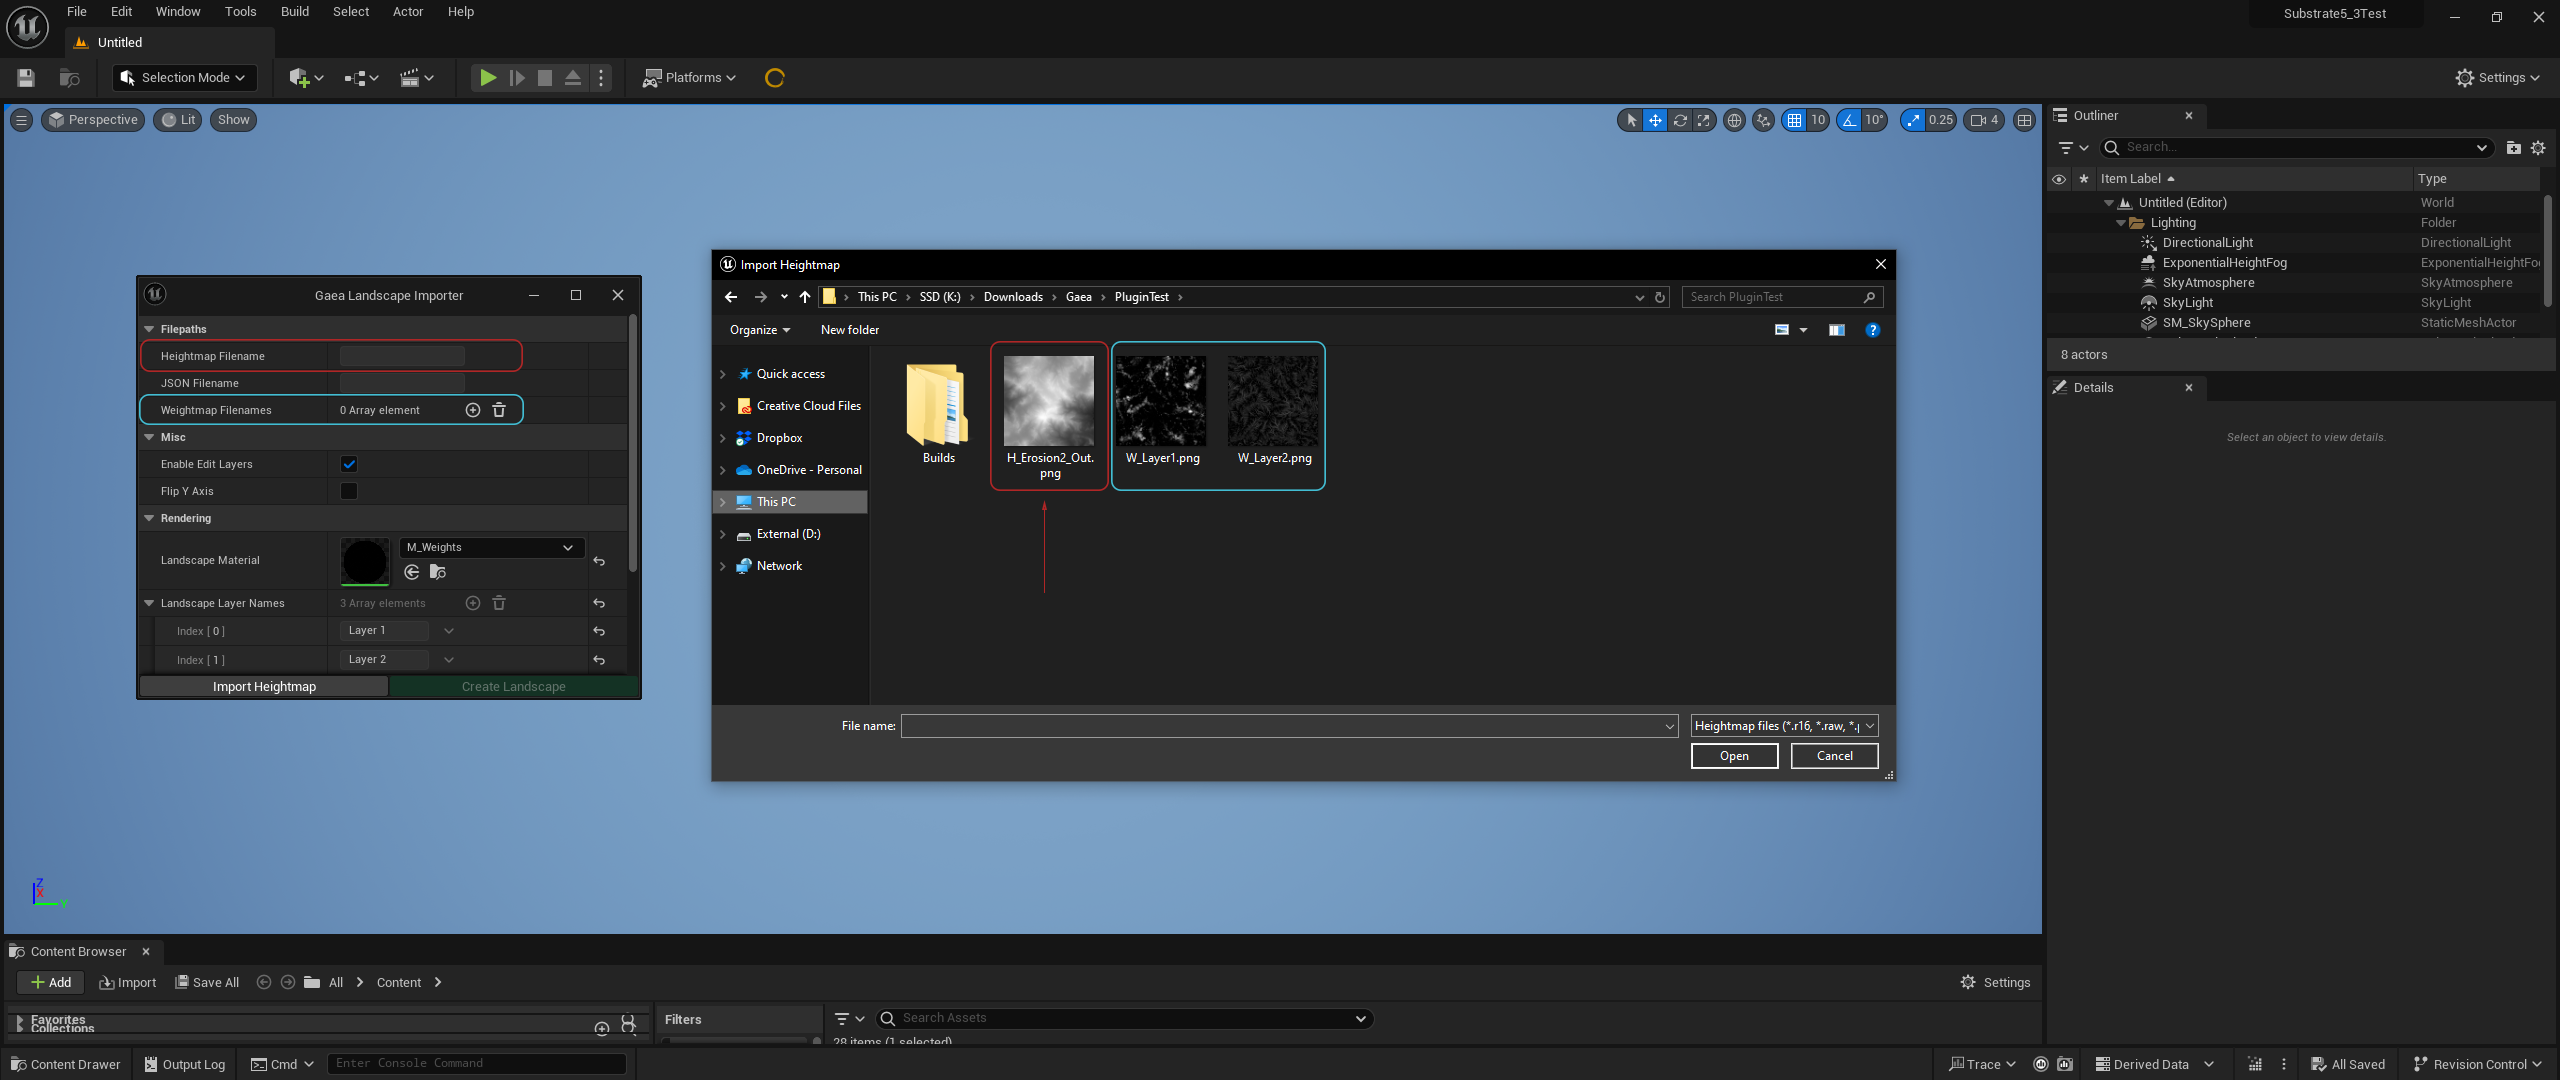 File Edit Window Tools Build Select Actor Help
Substrate5_3Test
Untitled
Selection Mode
Platforms
Settings
Perspective Lit Show
10 10° 0.25 4
Outliner
Search...
Item Label Type
Untitled (Editor) World
Lighting Folder
DirectionalLight DirectionalLight
ExponentialHeightFog ExponentialHeightFo
SkyAtmosphere SkyAtmosphere
SkyLight SkyLight
SM_SkySphere StaticMeshActor
8 actors
Details
Select an object to view details.
Gaea Landscape Importer
Filepaths
Heightmap Filename
JSON Filename
Weightmap Filenames 0 Array element
Misc
Enable Edit Layers
Flip Y Axis
Rendering
Landscape Material M_Weights
Landscape Layer Names 3 Array elements
Index [ 0 ] Layer 1
Index [ 1 ] Layer 2
Import Heightmap Create Landscape
Import Heightmap
This PC SSD (K:) Downloads Gaea PluginTest
Search PluginTest
Organize New folder
Quick access
Creative Cloud Files
Dropbox
OneDrive - Personal
This PC
External (D:)
Network
Builds
H_Erosion2_Out.
png
W_Layer1.png
W_Layer2.png
File name:
Heightmap files (*.r16, *.raw, *.p
Open Cancel
Z
X
Y
Content Browser
Add Import Save All All Content Settings
Favorites
Collections
Filters
Search Assets
28 items (1 selected)
Content Drawer Output Log Cmd Enter Console Command
Trace Derived Data All Saved Revision Control